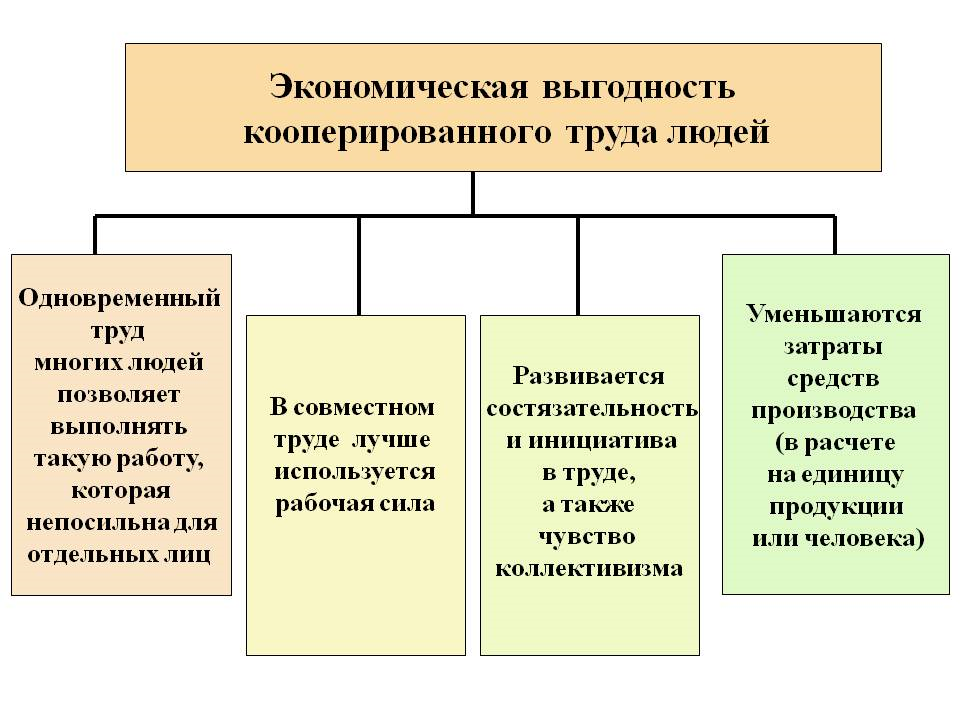 Экономическая выгодность
кооперированного труда людей
Одновременный
труд
многих людей
позволяет
выполнять
такую работу,
которая
непосильна для
отдельных лиц
В совместном
труде лучше
используется
рабочая сила
Развивается
состязательность
и инициатива
в труде,
а также
чувство
коллективизма
Уменьшаются
затраты
средств
производства
(в расчете
на единицу
продукции
или человека)